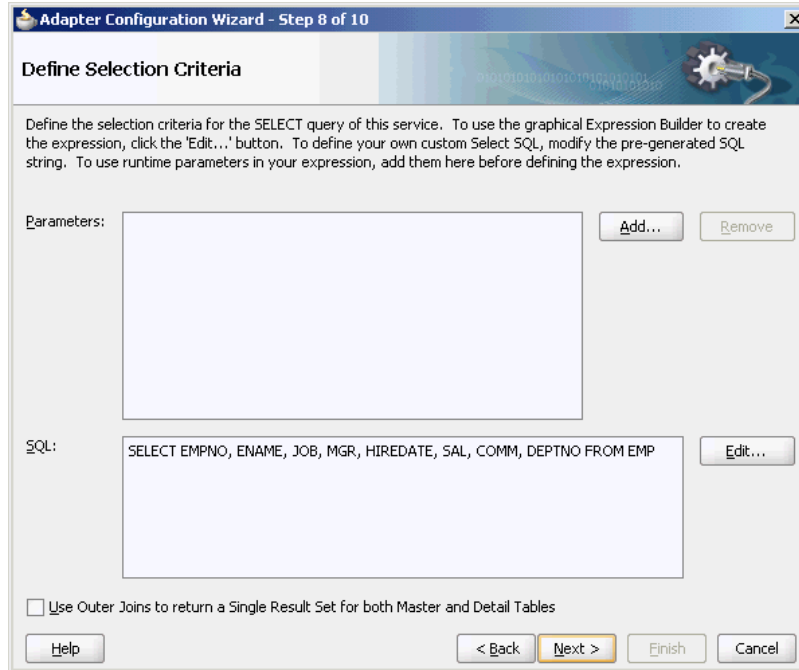 Adapter Configuration Wizard - Step 8 of 10
Define Selection Criteria
Define the selection criteria for the SELECT query of this service. To use the graphical Expression Builder to create
the expression, click the 'Edit...' button. To define your own custom Select SQL, modify the pre-generated SQL
string. To use runtime parameters in your expression, add them here before defining the expression.
Parameters:
Add...
Remove
SQL:
SELECT EMPNO, ENAME, JOB, MGR, HIREDATE, SAL, COMM, DEPTNO FROM EMP
Edit...
Use Outer Joins to return a Single Result Set for both Master and Detail Tables
Help
< Back
Next >
Finish
Cancel